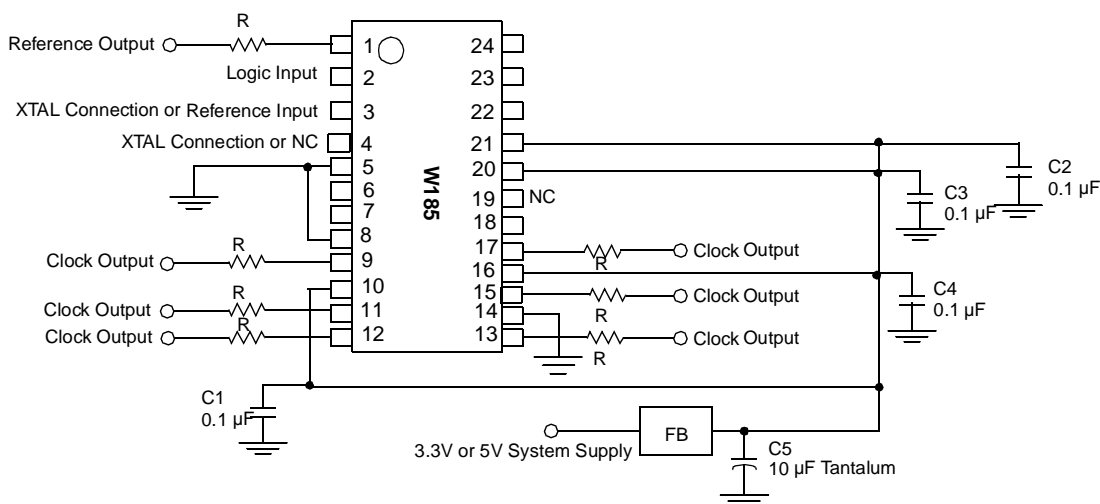 R
Reference Output
Logic Input
XTAL Connection or Reference Input
XTAL Connection or NC
Clock Output
R
Clock Output
R
Clock Output
R
C1
0.1 µF
1
2
3
4
5
6
7
8
9
10
11
12
W185
24
23
22
21
20
19
18
17
16
15
14
13
NC
R
Clock Output
R
Clock Output
R
Clock Output
C2
0.1 µF
C3
0.1 µF
C4
0.1 µF
FB
3.3V or 5V System Supply
C5
10 µF Tantalum